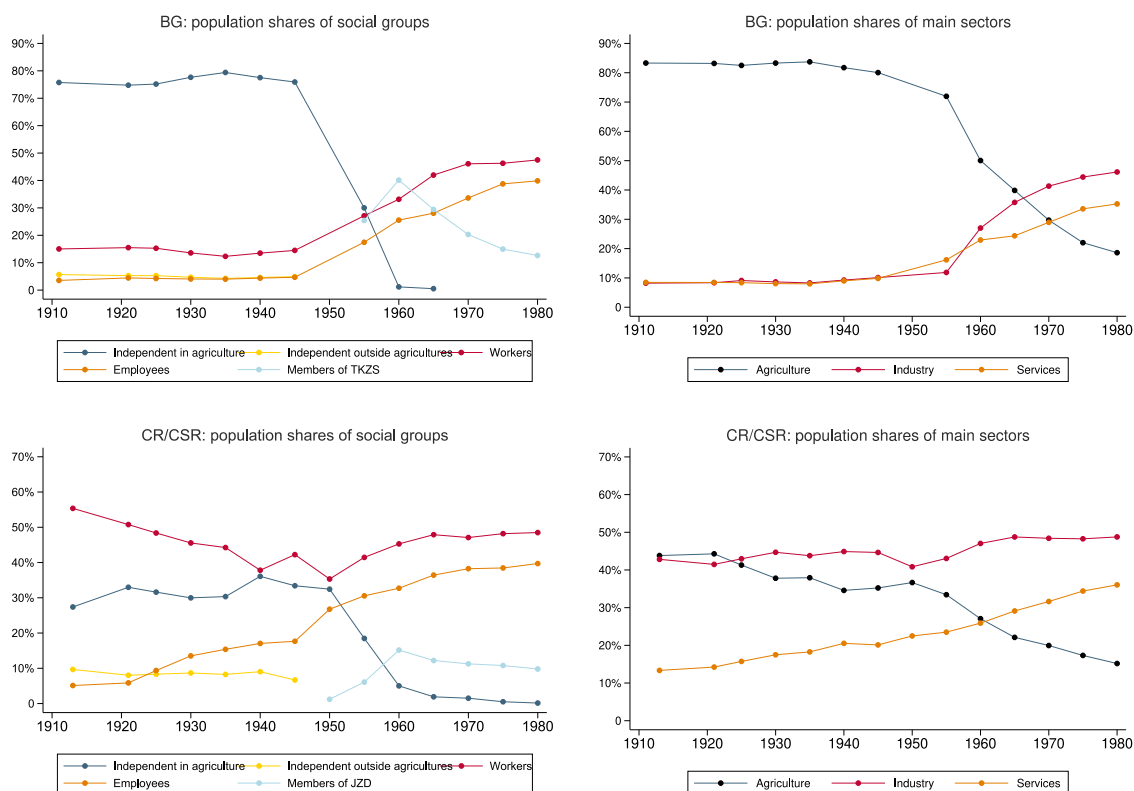 BG: population shares of social groups
90%
80%
70%
60%
50%
40%
30%
20%
10%
0
1910 1920 1930 1940 1950 1960 1970 1980
Independent in agriculture Independent outside agricultures Workers
Employees Members of TKZS
BG: population shares of main sectors
90%
80%
70%
60%
50%
40%
30%
20%
10%
0
1910 1920 1930 1940 1950 1960 1970 1980
Agriculture Industry Services
CR/CSR: population shares of social groups
70%
60%
50%
40%
30%
20%
10%
0
1910 1920 1930 1940 1950 1960 1970 1980
Independent in agriculture Independent outside agricultures Workers
Employees Members of JZD
CR/CSR: population shares of main sectors
70%
60%
50%
40%
30%
20%
10%
0
1910 1920 1930 1940 1950 1960 1970 1980
Agriculture Industry Services